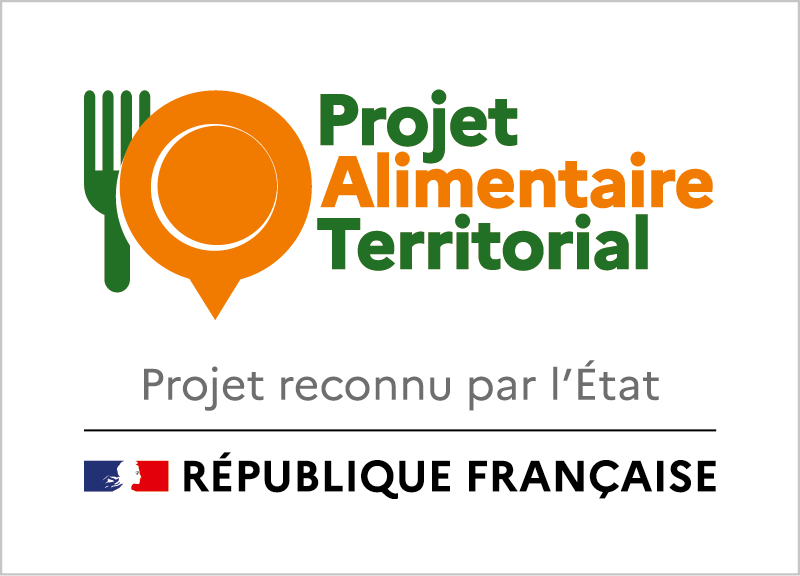 Projet
Alimentaire
Territorial
Projet reconnu par l’État
RÉPUBLIQUE FRANÇAISE